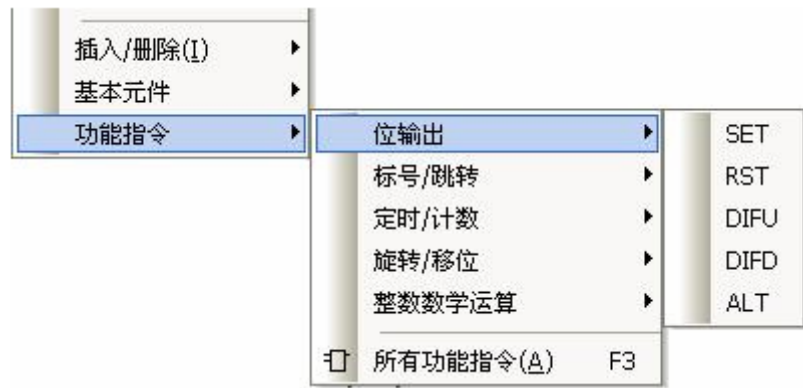 插入/删除(I)
基本元件
功能指令
位输出
标号/跳转
定时/计数
旋转/移位
整数数学运算
所有功能指令(A) F3
SET
RST
DIFU
DIFD
ALT